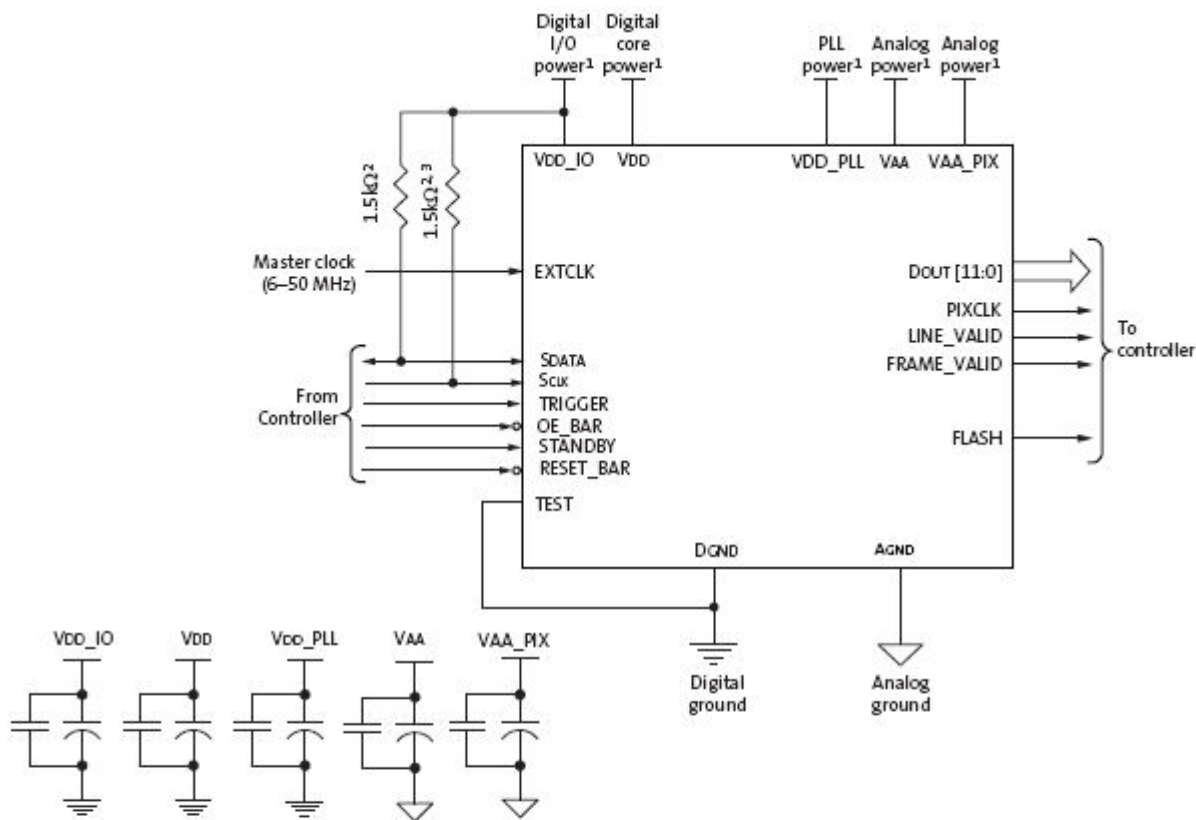 Digital
I/O
power¹
Digital
core
power¹
PLL
power¹
Analog
power¹
Analog
power¹
VDD_IO
VDD
VDD_PLL
VAA
VAA_PIX
1.5kΩ²
1.5kΩ²,³
Master clock
(6–50 MHz)
EXTCLK
DOUT [11:0]
PIXCLK
LINE_VALID
FRAME_VALID
To
controller
From
Controller
SDATA
SCLK
TRIGGER
OE_BAR
STANDBY
RESET_BAR
FLASH
TEST
DGND
AGND
Digital
ground
Analog
ground
VDD_IO
VDD
VDD_PLL
VAA
VAA_PIX